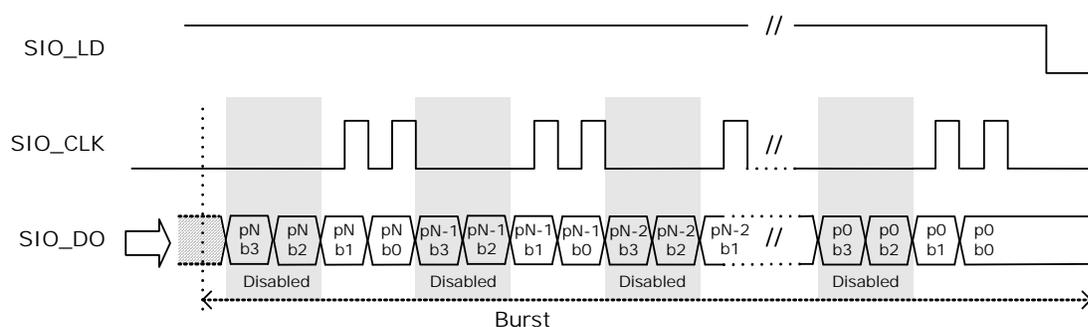 SIO_LD
//
SIO_CLK
//
SIO_DO
pN pN pN pN pN-1 pN-1 pN-1 pN-1 pN-2 pN-2 pN-2 // p0 p0 p0 p0
b3 b2 b1 b0 b3 b2 b1 b0 b3 b2 b1 b3 b2 b1 b0
Disabled Disabled Disabled Disabled
Burst